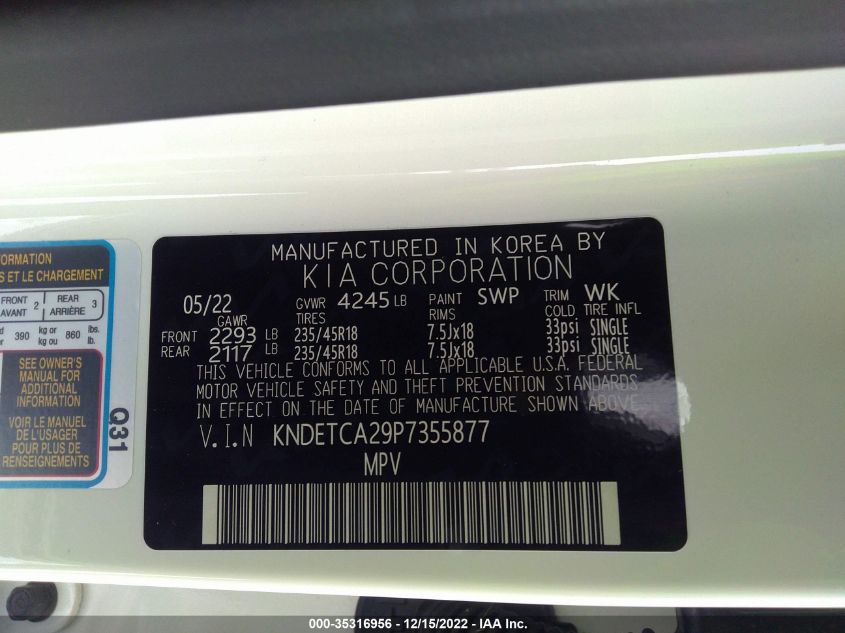 MANUFACTURED IN KOREA BY
KIA CORPORATION
05/22 GVWR 4245 LB PAINT SWP TRIM WK
GAWR TIRES RIMS COLD TIRE INFL
FRONT 2293 LB 235/45R18 7.5Jx18 33psi SINGLE
REAR 2117 LB 235/45R18 7.5Jx18 33psi SINGLE
THIS VEHICLE CONFORMS TO ALL APPLICABLE U.S.A. FEDERAL
MOTOR VEHICLE SAFETY AND THEFT PREVENTION STANDARDS
IN EFFECT ON THE DATE OF MANUFACTURE SHOWN ABOVE.
V.I.N KNDETCA29P7355877
MPV
ET LE CHARGEMENT
FRONT AVANT 2 REAR ARRIÈRE 3
390 kg or kg ou 860 lbs. lb.
SEE OWNER'S
MANUAL FOR
ADDITIONAL
INFORMATION
VOIR LE MANUEL
DE L'USAGER
POUR PLUS DE
RENSEIGNEMENTS
Q31
000-35316956 - 12/15/2022 - IAA Inc.